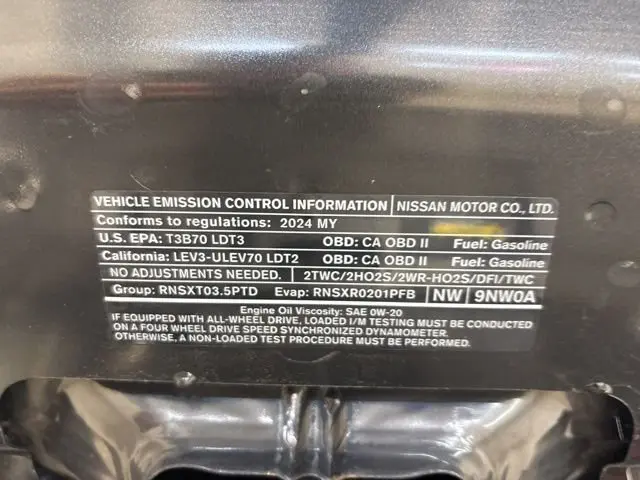 VEHICLE EMISSION CONTROL INFORMATION NISSAN MOTOR CO., LTD.
Conforms to regulations: 2024 MY
U.S. EPA: T3B70 LDT3 OBD: CA OBD II Fuel: Gasoline
California: LEV3-ULEV70 LDT2 OBD: CA OBD II Fuel: Gasoline
NO ADJUSTMENTS NEEDED. 2TWC/2HO2S/2WR-HO2S/DFI/TWC
Group: RNSXT03.5PTD Evap: RNSXR0201PFB NW 9NW0A
Engine Oil Viscosity: SAE 0W-20
IF EQUIPPED WITH ALL-WHEEL DRIVE, LOADED I/M TESTING MUST BE CONDUCTED
ON A FOUR WHEEL DRIVE SPEED SYNCHRONIZED DYNAMOMETER.
OTHERWISE, A NON-LOADED TEST PROCEDURE MUST BE PERFORMED.